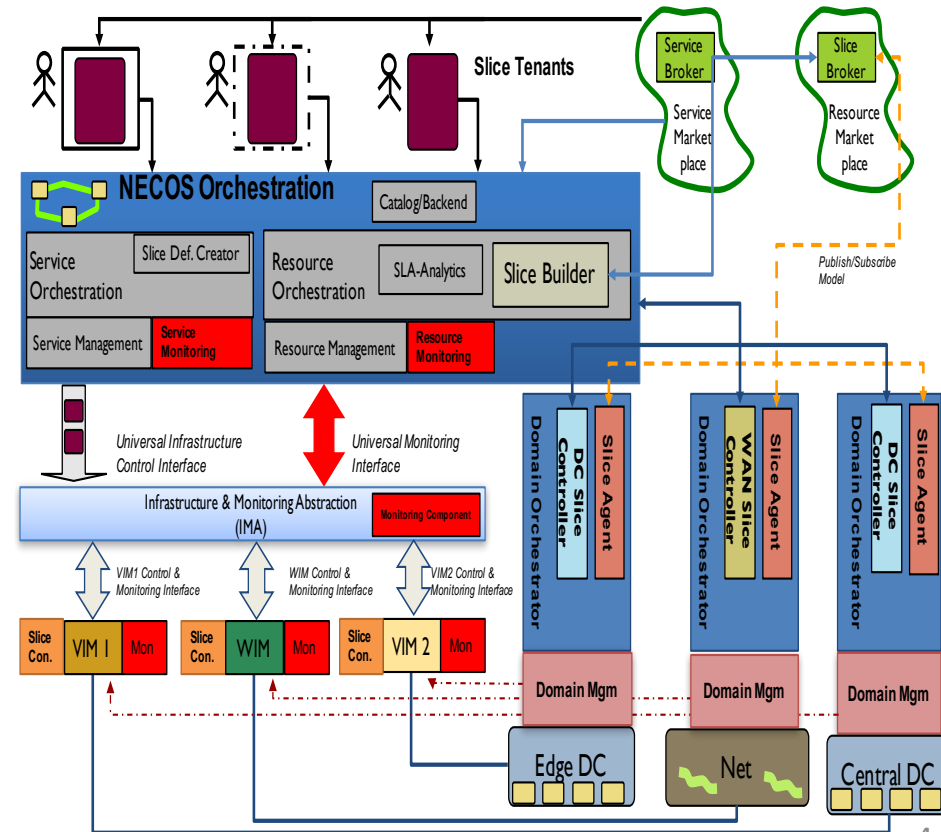 Slice Tenants
Service
Broker
Service
Market
place
Slice
Broker
Resource
Market
place
NECOS Orchestration
Catalog/Backend
Service
Orchestration
Slice Def. Creator
Resource
Orchestration
SLA-Analytics
Slice Builder
Publish/Subscribe
Model
Service Management
Service
Monitoring
Resource Management
Resource
Monitoring
Universal Infrastructure
Control Interface
Universal Monitoring
Interface
Infrastructure & Monitoring Abstraction
(IMA)
Monitoring Component
VIM1 Control &
Monitoring Interface
WIM Control &
Monitoring Interface
VIM2 Control &
Monitoring Interface
Slice
Con.
VIM 1
Mon
Slice
Con.
WIM
Mon
Slice
Con.
VIM 2
Mon
Domain Orchestrator
DC Slice
Controller
Slice Agent
Domain Orchestrator
WAN Slice
Controller
Slice Agent
Domain Orchestrator
DC Slice
Controller
Slice Agent
Domain Mgm
Domain Mgm
Domain Mgm
Edge DC
Net
Central DC